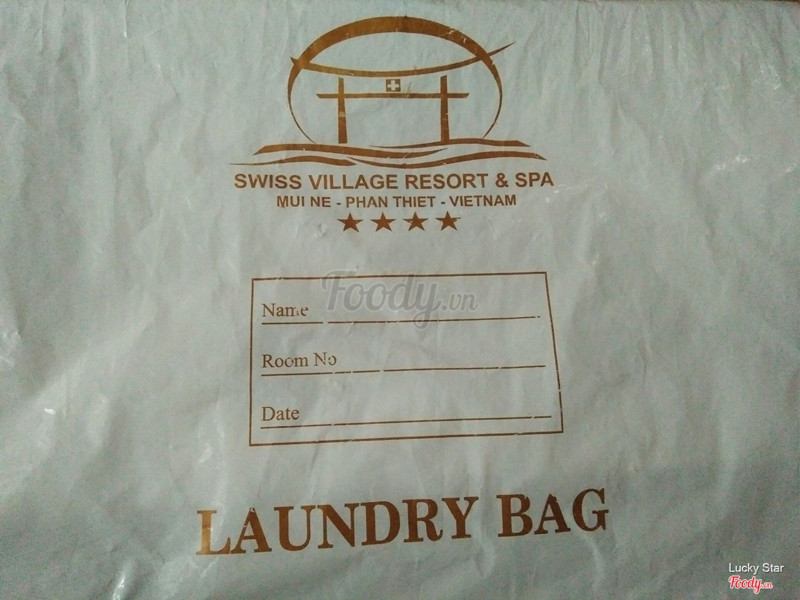 SWISS VILLAGE RESORT & SPA
MUI NE - PHAN THIET - VIETNAM
Foody.vn
Name
Room No
Date
LAUNDRY BAG
Lucky Star
Foody.vn